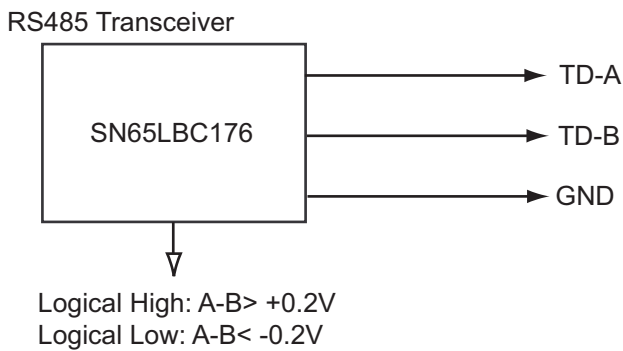 RS485 Transceiver
SN65LBC176
TD-A
TD-B
GND
Logical High: A-B> +0.2V
Logical Low: A-B< -0.2V